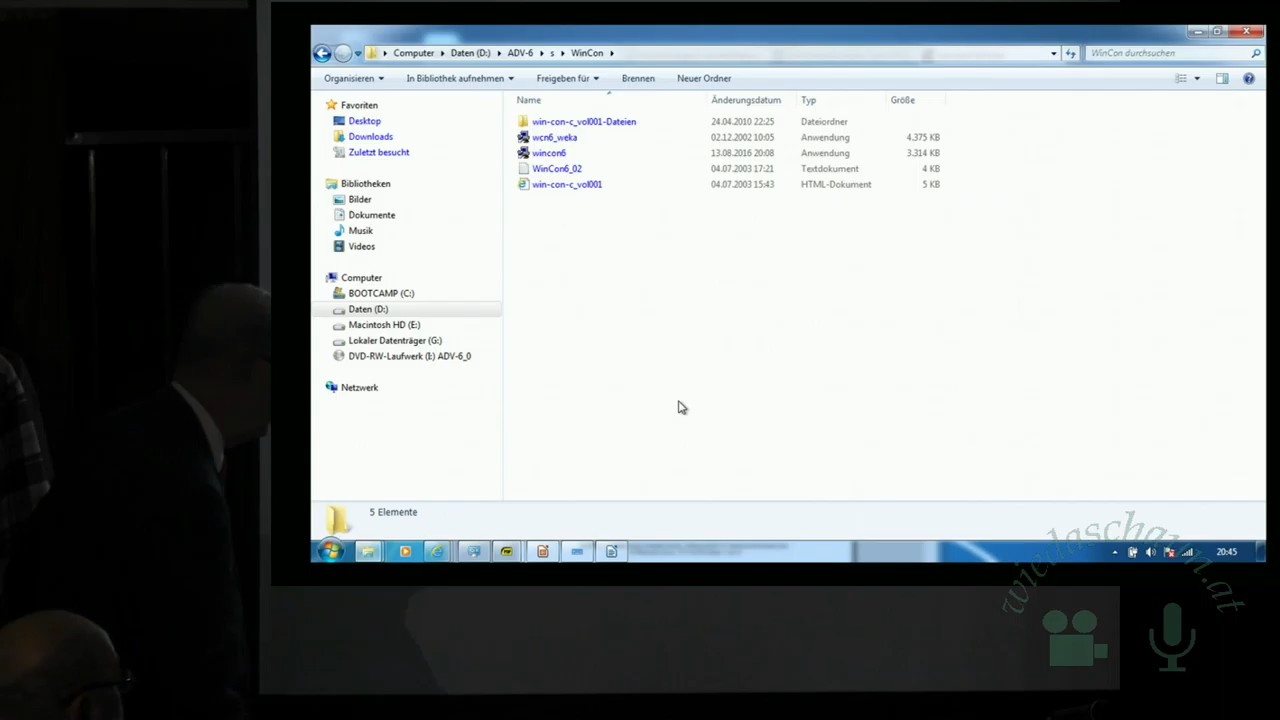 Computer ▸ Daten (D:) ▸ ADV-6 ▸ s ▸ WinCon ▸
WinCon durchsuchen
Organisieren
In Bibliothek aufnehmen
Freigeben für
Brennen
Neuer Ordner
Name
Änderungsdatum
Typ
Größe
win-con-c_vol001-Dateien 24.04.2010 22:25 Dateiordner
wcn6_weka 02.12.2002 10:05 Anwendung 4.375 KB
wincon6 13.08.2016 20:08 Anwendung 3.314 KB
WinCon6_02 04.07.2003 17:21 Textdokument 4 KB
win-con-c_vol001 04.07.2003 15:43 HTML-Dokument 5 KB
Favoriten
Desktop
Downloads
Zuletzt besucht
Bibliotheken
Bilder
Dokumente
Musik
Videos
Computer
BOOTCAMP (C:)
Daten (D:)
Macintosh HD (E:)
Lokaler Datenträger (G:)
DVD-RW-Laufwerk (I:) ADV-6_0
Netzwerk
5 Elemente
20:45
wiedaschaun.at